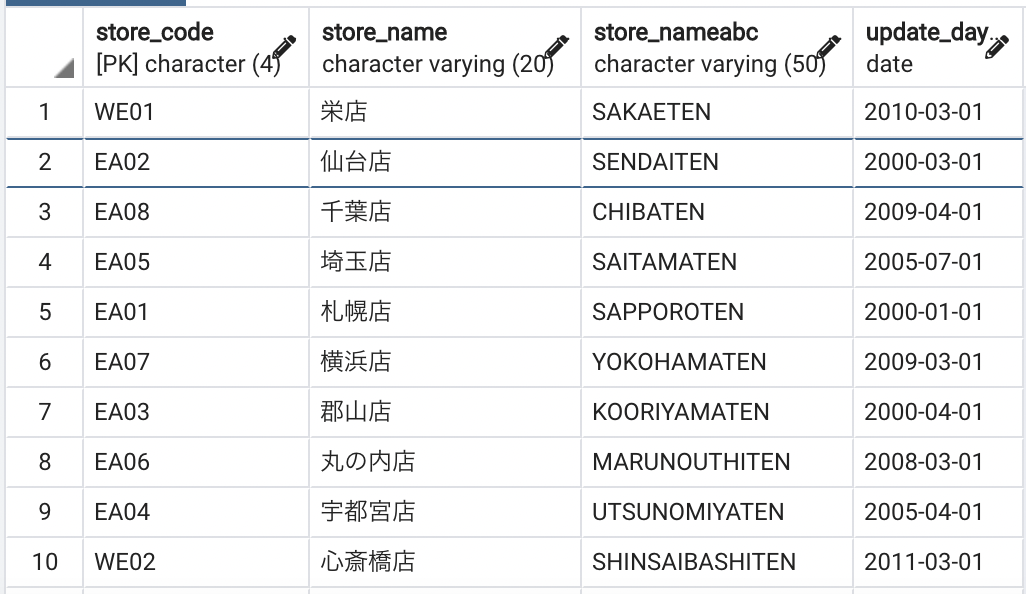 store_code store_name store_nameabc update_day...
[PK] character (4) character varying (20) character varying (50) date
1 WE01 栄店 SAKAETEN 2010-03-01
2 EA02 仙台店 SENDAITEN 2000-03-01
3 EA08 千葉店 CHIBATEN 2009-04-01
4 EA05 埼玉店 SAITAMATEN 2005-07-01
5 EA01 札幌店 SAPPOROTEN 2000-01-01
6 EA07 横浜店 YOKOHAMATEN 2009-03-01
7 EA03 郡山店 KOORIYAMATEN 2000-04-01
8 EA06 丸の内店 MARUNOUTHITEN 2008-03-01
9 EA04 宇都宮店 UTSUNOMIYATEN 2005-04-01
10 WE02 心斎橋店 SHINSAIBASHITEN 2011-03-01